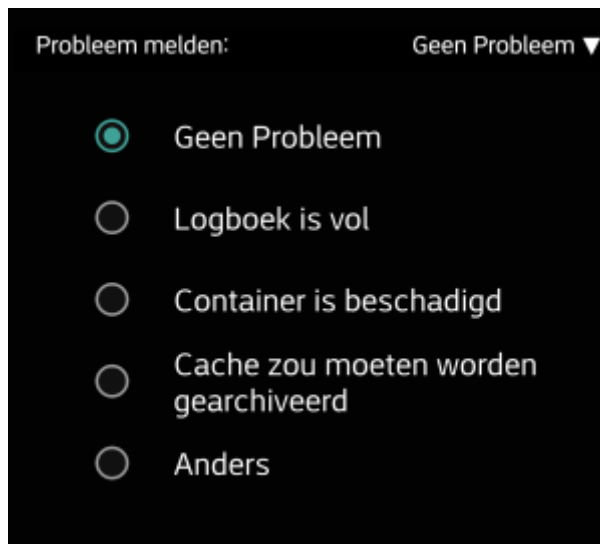 Probleem melden: Geen Probleem ▼
Geen Probleem
Logboek is vol
Container is beschadigd
Cache zou moeten worden
gearchiveerd
Anders